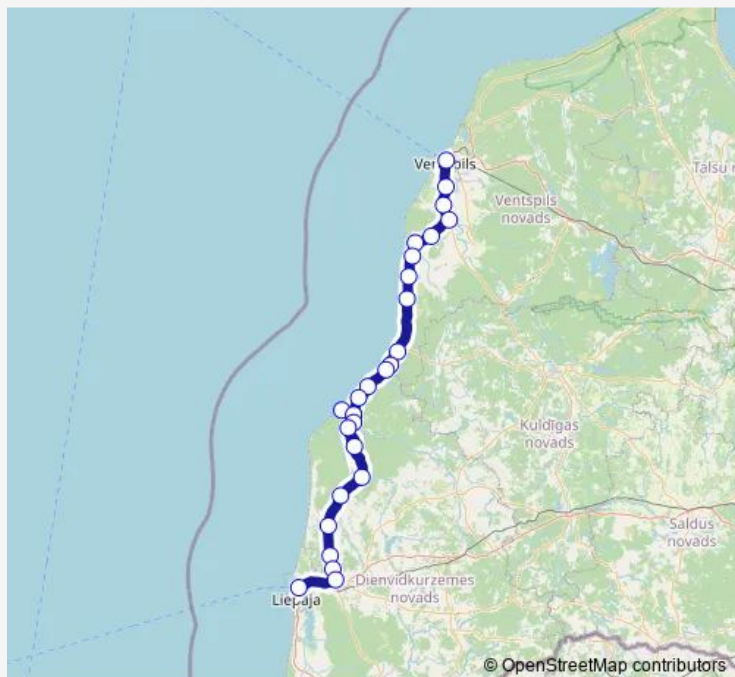 Ventspils
Talsu n
Ventspils
novads
Kuldīgas
novads
Saldus
novads
Dienvidkurzemes
novads
Liepāja
© OpenStreetMap contributors